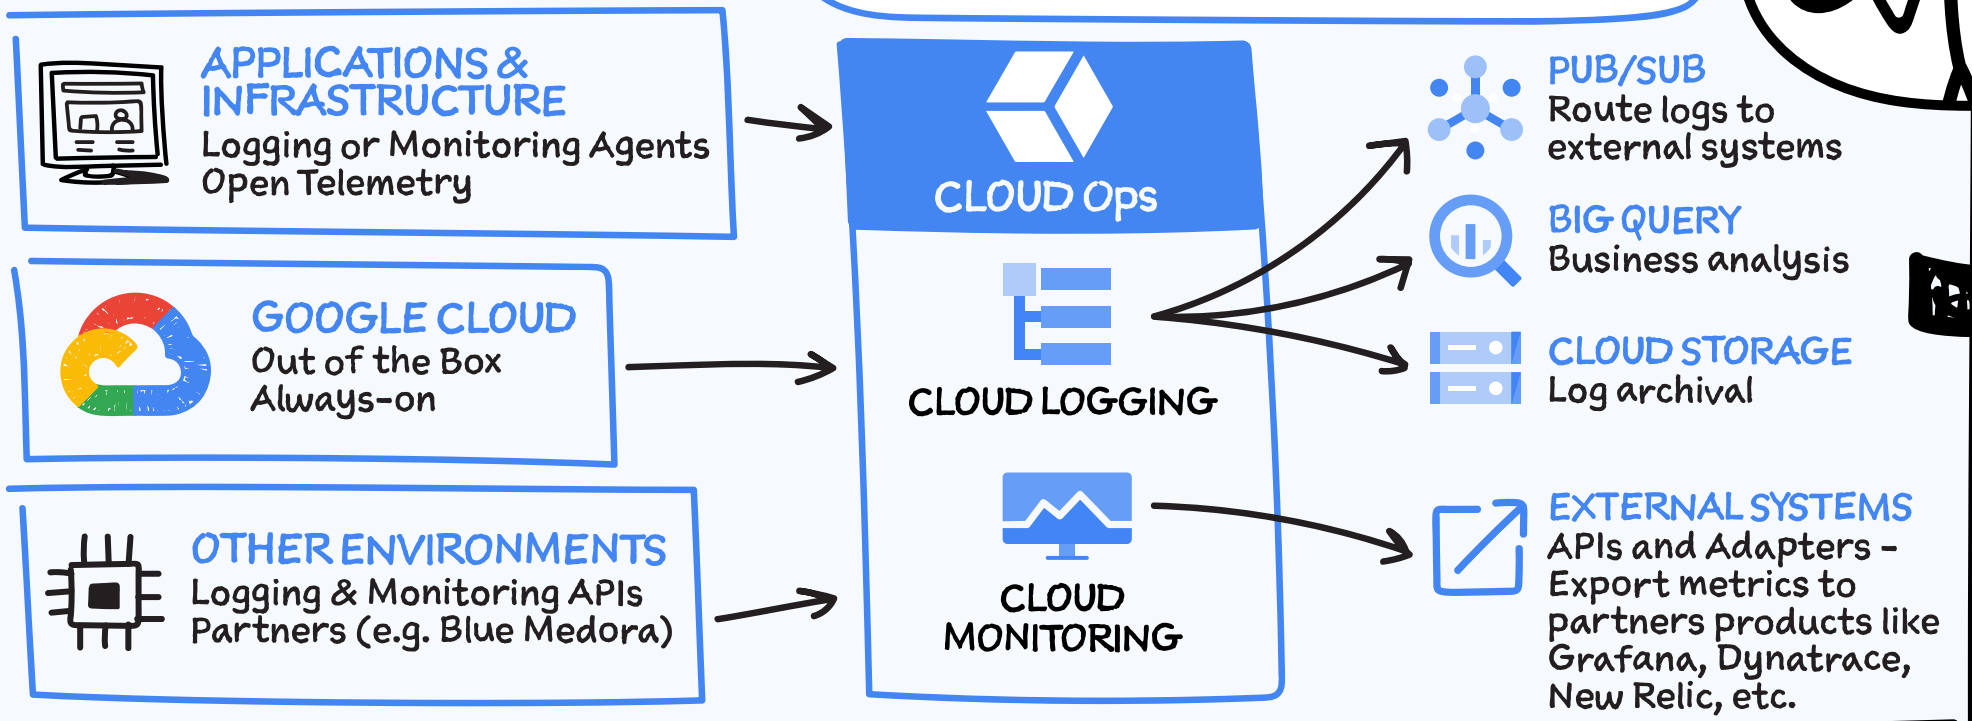 APPLICATIONS &
INFRASTRUCTURE
Logging or Monitoring Agents
Open Telemetry
GOOGLE CLOUD
Out of the Box
Always-on
OTHER ENVIRONMENTS
Logging & Monitoring APIs
Partners (e.g. Blue Medora)
CLOUD Ops
CLOUD LOGGING
CLOUD
MONITORING
PUB/SUB
Route logs to
external systems
BIG QUERY
Business analysis
CLOUD STORAGE
Log archival
EXTERNAL SYSTEMS
APIs and Adapters -
Export metrics to
partners products like
Grafana, Dynatrace,
New Relic, etc.